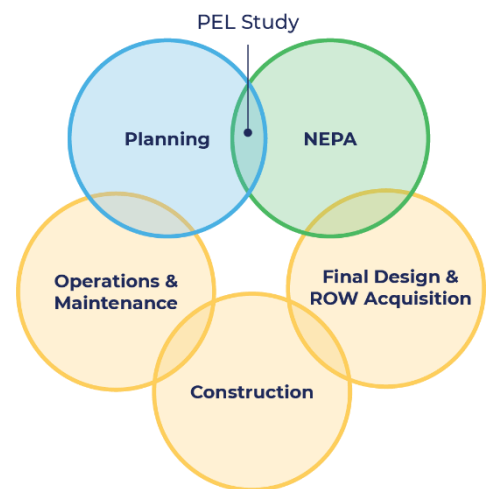 PEL Study
Planning
NEPA
Operations &
Maintenance
Final Design &
ROW Acquisition
Construction